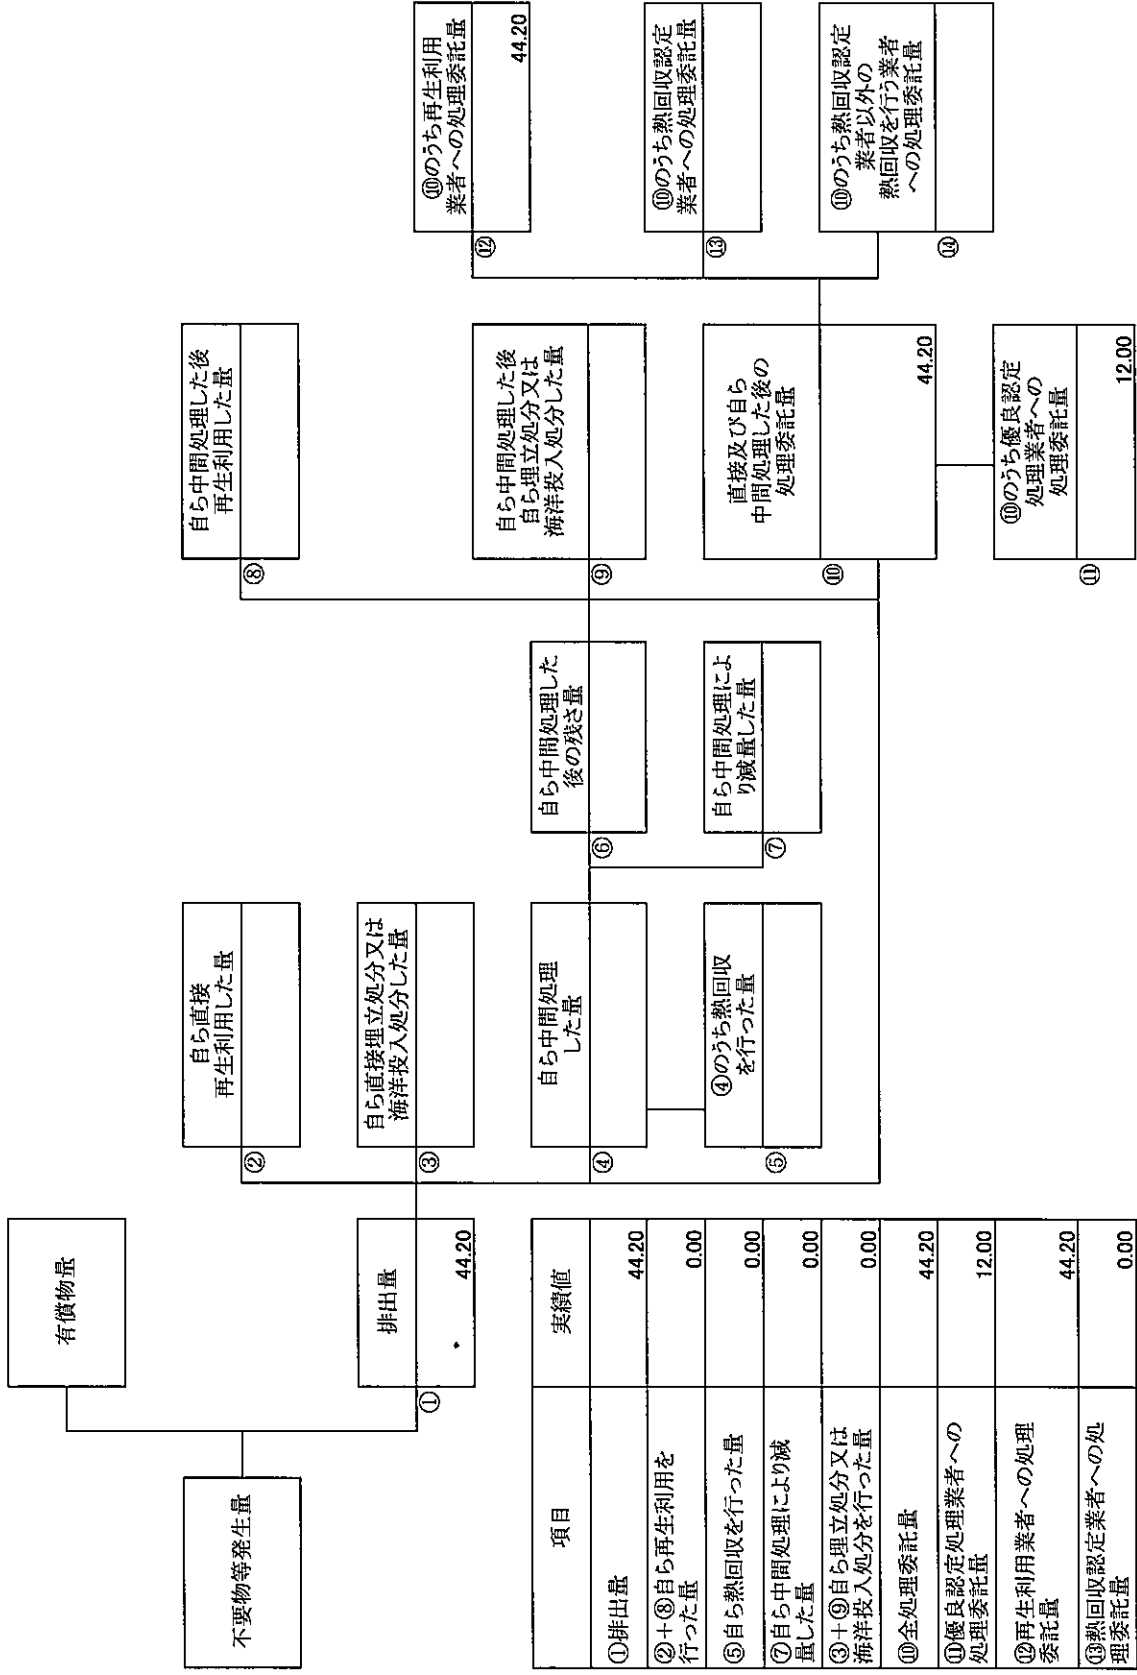 不要物等発生量
有償物量
①
排出量
44.20
②
自ら直接
再生利用した量
③
自ら直接埋立処分又は
海洋投入処分した量
④
自ら中間処理
した量
⑤
④のうち熱回収
を行った量
⑥
自ら中間処理した
後の残さ量
⑦
自ら中間処理によ
り減量した量
⑧
自ら中間処理した後
再生利用した量
⑨
自ら中間処理した後
自ら埋立処分又は
海洋投入処分した量
⑩
直接及び自ら
中間処理した後の
処理委託量
44.20
⑪
⑩のうち優良認定
処理業者への
処理委託量
12.00
⑫
⑩のうち再生利用
業者への処理委託量
44.20
⑬
⑩のうち熱回収認定
業者への処理委託量
⑭
⑩のうち熱回収認定
業者以外の
熱回収を行う業者
への処理委託量
項目 実績値
①排出量 44.20
②+⑧自ら再生利用を
行った量 0.00
⑤自ら熱回収を行った量 0.00
⑦自ら中間処理により減
量した量 0.00
③+⑨自ら埋立処分又は
海洋投入処分を行った量 0.00
⑩全処理委託量 44.20
⑪優良認定処理業者への
処理委託量 12.00
⑫再生利用業者への処理
委託量 44.20
⑬熱回収認定業者への処
理委託量 0.00